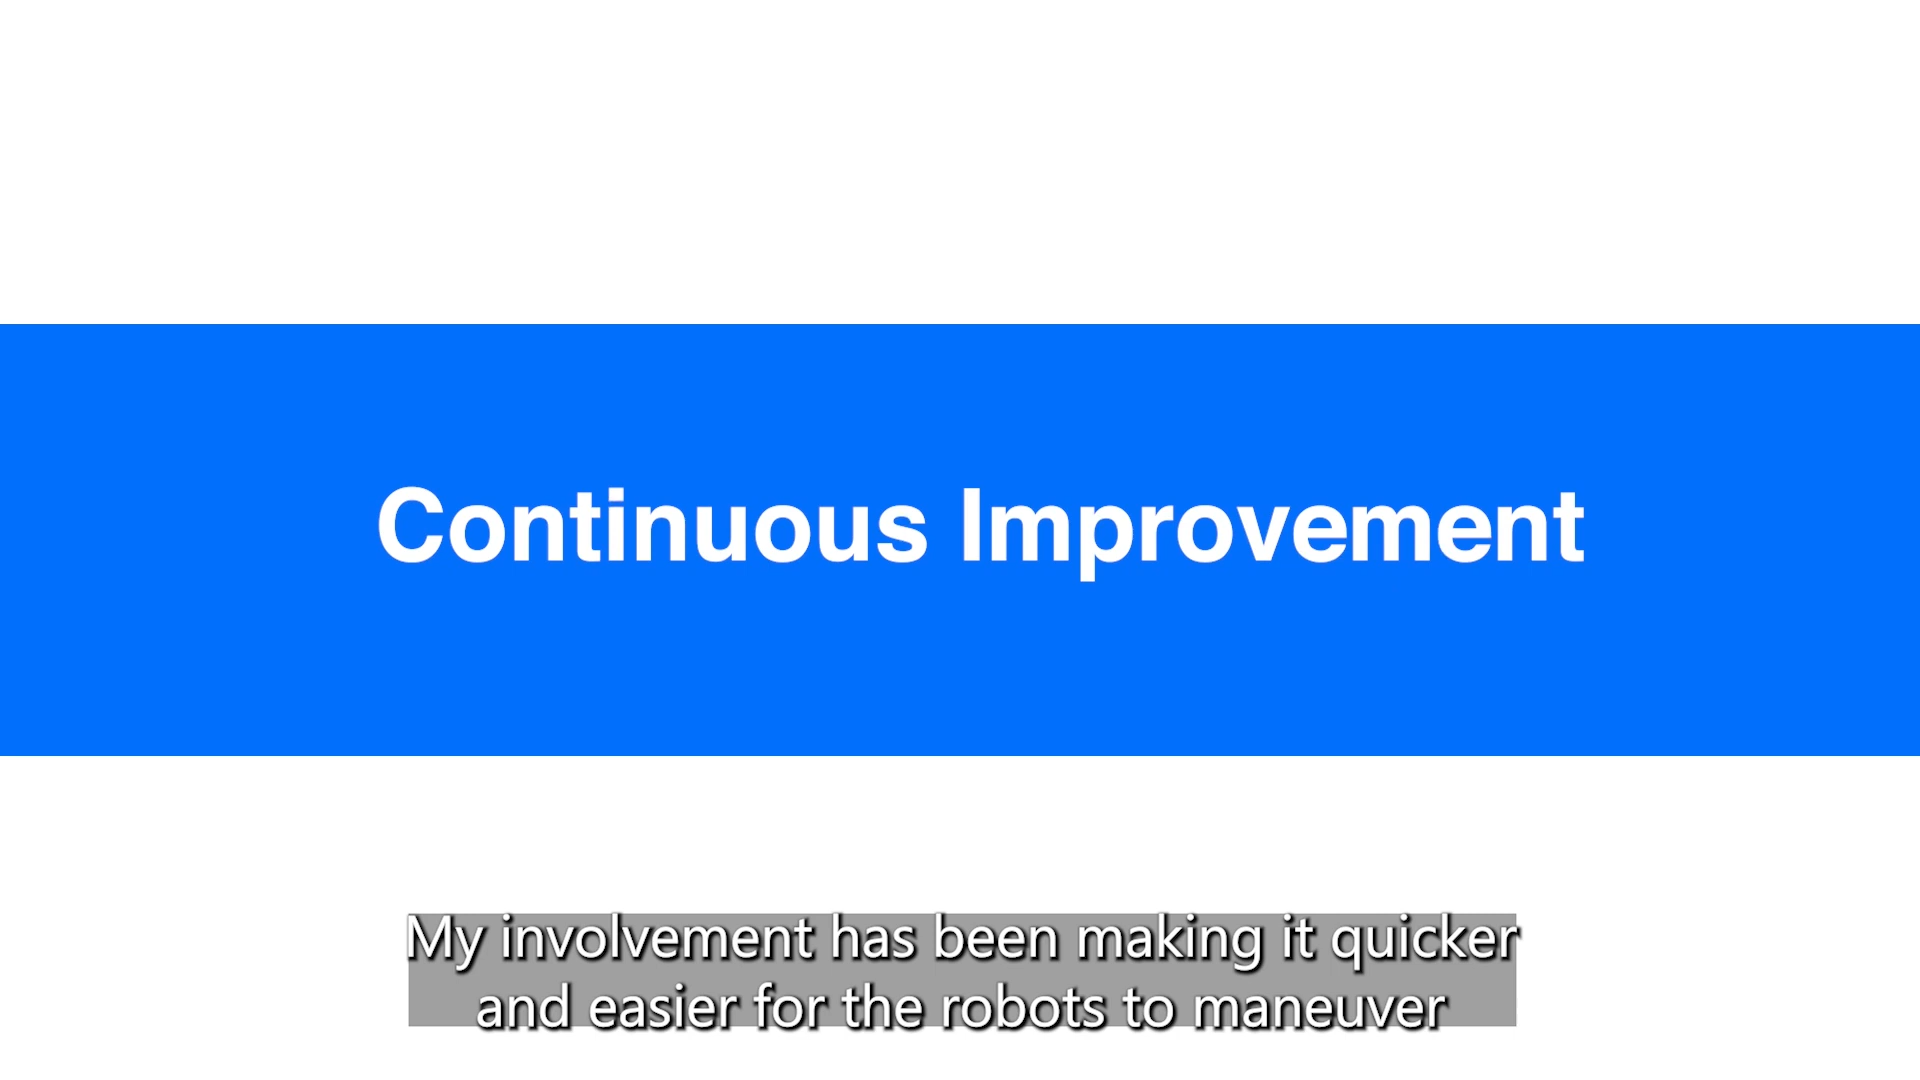 Continuous Improvement
My involvement has been making it quicker
and easier for the robots to maneuver